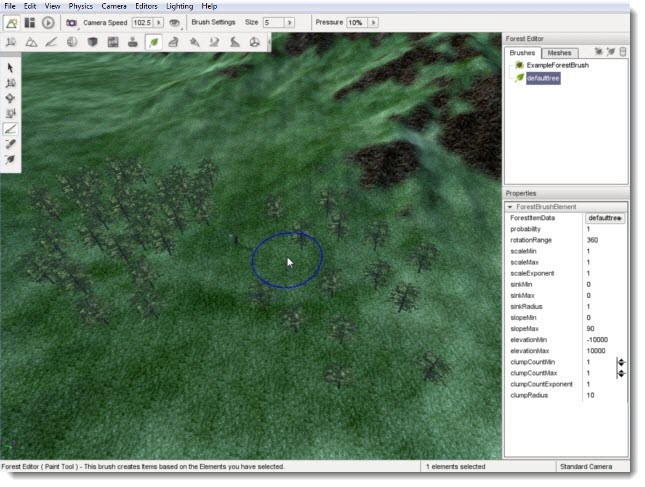 File Edit View Physics Camera Editors Lighting Help
Camera Speed 102.5 Brush Settings Size 5 Pressure 10%
Forest Editor
Brushes Meshes
ExampleForestBrush
defaulttree
Properties
ForestBrushElement
ForestItemData defaulttree
probability 1
rotationRange 360
scaleMin 1
scaleMax 1
scaleExponent 1
sinkMin 0
sinkMax 0
sinkRadius 1
slopeMin 0
slopeMax 90
elevationMin -10000
elevationMax 10000
clumpCountMin 1
clumpCountMax 1
clumpCountExponent 1
clumpRadius 10
Forest Editor ( Paint Tool ) - This brush creates Items based on the Elements you have selected. 1 elements selected Standard Camera